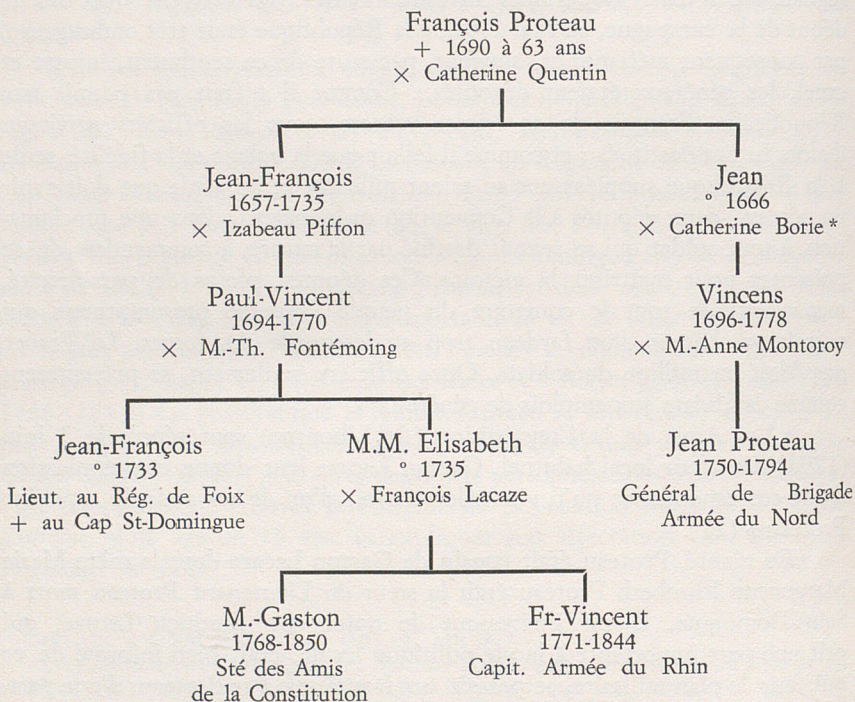 François Proteau
+ 1690 à 63 ans
× Catherine Quentin
Jean-François
1657-1735
× Izabeau Piffon
Jean
° 1666
× Catherine Borie *
Paul-Vincent
1694-1770
× M.-Th. Fontémoing
Vincens
1696-1778
× M.-Anne Montoroy
Jean-François
° 1733
Lieut. au Rég. de Foix
+ au Cap St-Domingue
M.M. Elisabeth
° 1735
× François Lacaze
Jean Proteau
1750-1794
Général de Brigade
Armée du Nord
M.-Gaston
1768-1850
Sté des Amis
de la Constitution
Fr-Vincent
1771-1844
Capit. Armée du Rhin